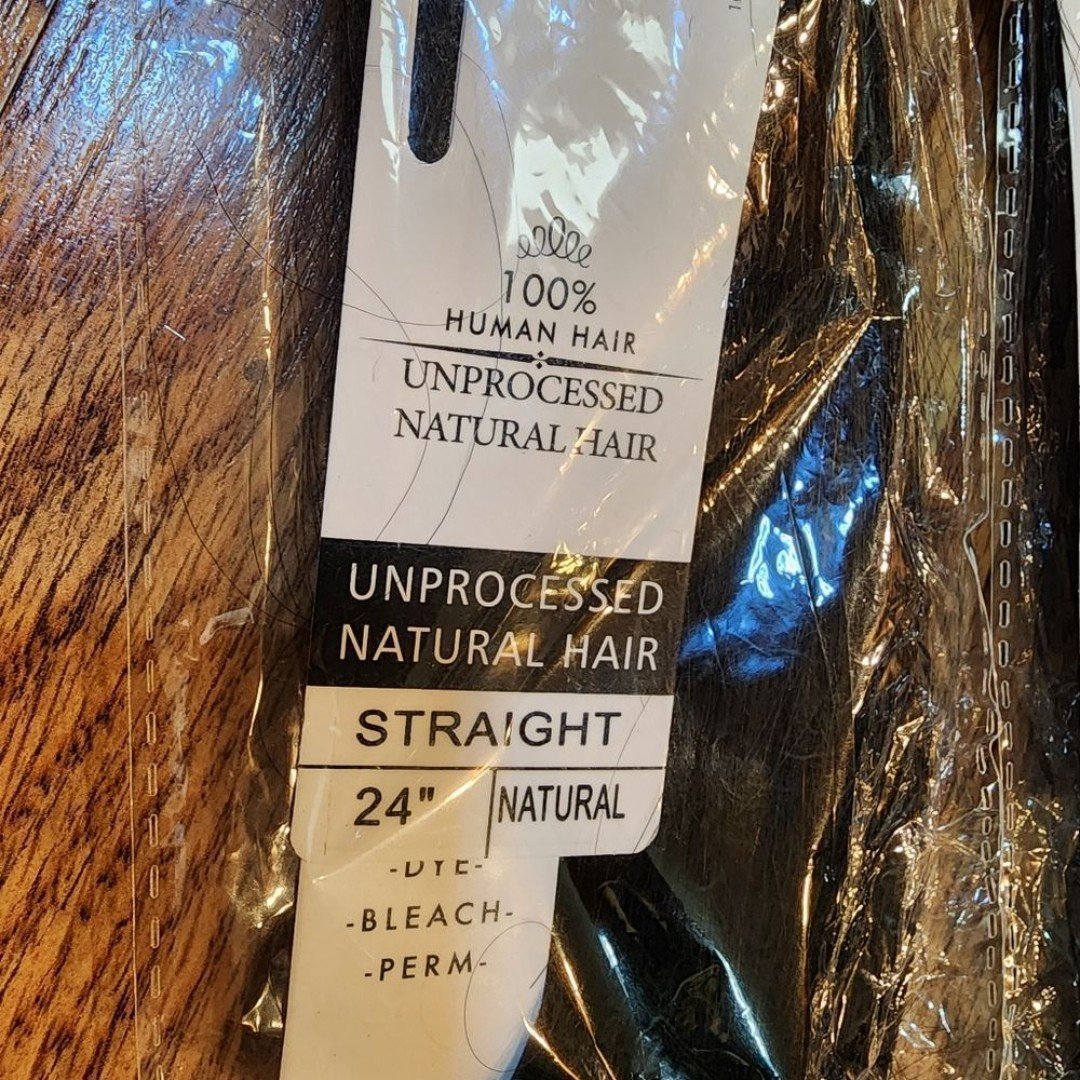 100%
HUMAN HAIR
UNPROCESSED
NATURAL HAIR
UNPROCESSED
NATURAL HAIR
STRAIGHT
24" NATURAL
-DYE-
-BLEACH-
-PERM-